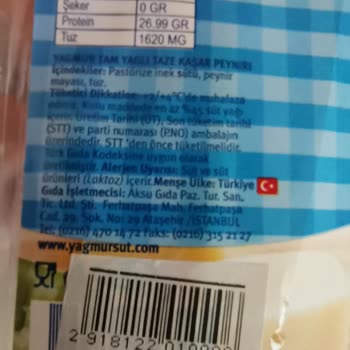 Şeker 0 GR
Protein 26.99 GR
Tuz 1620 MG
YAĞMUR TAM YAĞLI TAZE KAŞAR PEYNİRİ
İçindekiler: Pastörize inek sütü, peynir
mayası, tuz.
Tüketici Dikkatine: +2/+4°C'de muhafaza
ediniz. Kuru maddede en az %45 süt yağı
içerir. Üretim Tarihi (ÜT), Son tüketim tarihi
(STT) ve parti numarası (P.NO) ambalajın
üzerindedir. STT 'den önce tüketilmelidir.
Türk Gıda Kodeksine uygun olarak
üretilmiştir. Alerjen Uyarısı: Süt ve süt
ürünleri (Laktoz) içerir. Menşe Ülke: Türkiye
Gıda İşletmecisi: Aksu Gıda Paz. Tur. San.
Tic. Ltd. Şti. Ferhatpaşa Mah. Ferhatpaşa
Cad. 29. Sok. No: 29 Ataşehir /İSTANBUL
Tel: (0216) 470 14 72 Faks: (0216) 315 21 27
www.yagmursut.com
2 918122